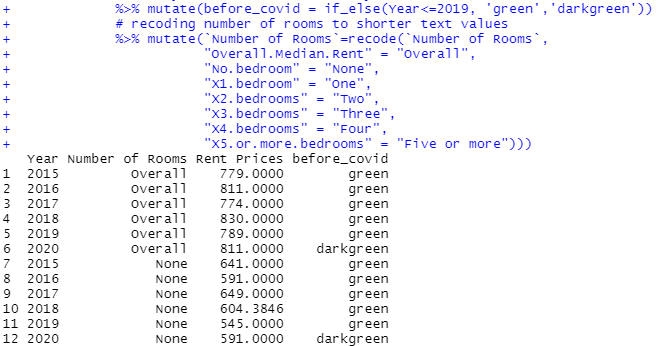 +             %>% mutate(before_covid = if_else(Year<=2019, 'green','darkgreen'))
+             # recoding number of rooms to shorter text values
+             %>% mutate(`Number of Rooms`=recode(`Number of Rooms`,
+                        "Overall.Median.Rent" = "Overall",
+                        "No.bedroom" = "None",
+                        "X1.bedroom" = "One",
+                        "X2.bedrooms" = "Two",
+                        "X3.bedrooms" = "Three",
+                        "X4.bedrooms" = "Four",
+                        "X5.or.more.bedrooms" = "Five or more")))
   Year Number of Rooms Rent Prices before_covid
1  2015         Overall    779.0000        green
2  2016         Overall    811.0000        green
3  2017         Overall    774.0000        green
4  2018         Overall    830.0000        green
5  2019         Overall    789.0000        green
6  2020         Overall    811.0000    darkgreen
7  2015            None    641.0000        green
8  2016            None    591.0000        green
9  2017            None    649.0000        green
10 2018            None    604.3846        green
11 2019            None    545.0000        green
12 2020            None    591.0000    darkgreen